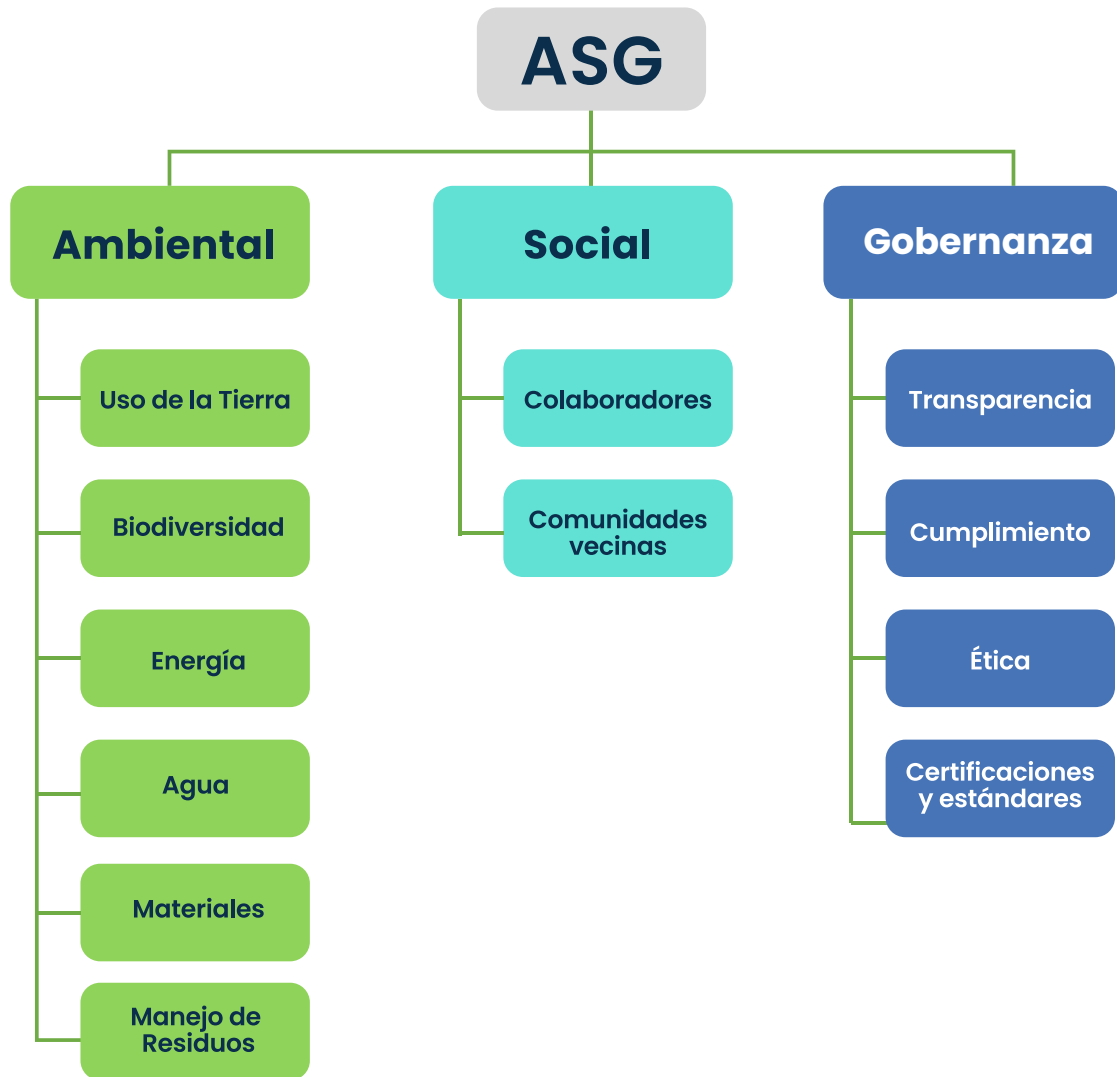 ASG
Ambiental
Uso de la Tierra
Biodiversidad
Energía
Agua
Materiales
Manejo de
Residuos
Social
Colaboradores
Comunidades
vecinas
Gobernanza
Transparencia
Cumplimiento
Ética
Certificaciones
y estándares